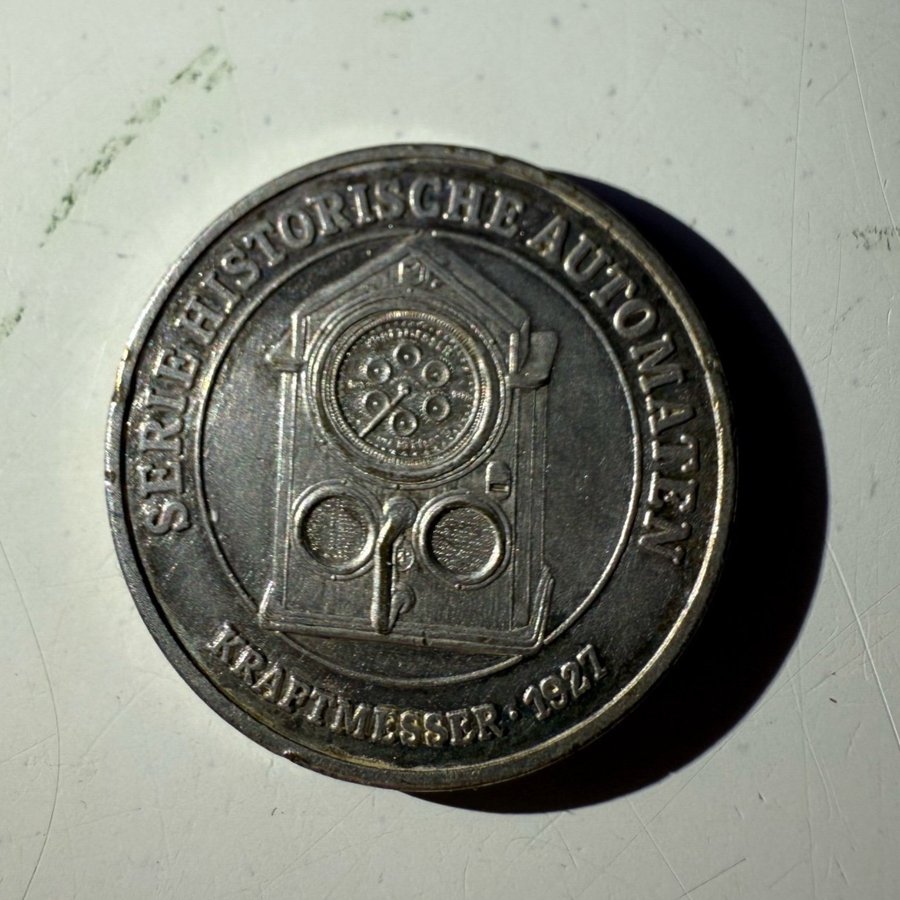 SERIE HISTORISCHE AUTOMATEN
KRAFTMESSER · 1927